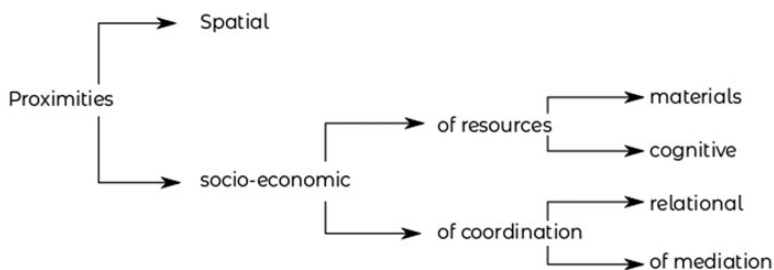 Spatial
Proximities
materials
of resources
cognitive
socio-economic
relational
of coordination
of mediation